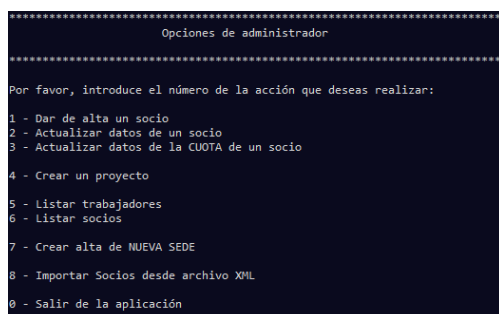 ************************************************************************
Opciones de administrador
************************************************************************
Por favor, introduce el número de la acción que deseas realizar:
1 - Dar de alta un socio
2 - Actualizar datos de un socio
3 - Actualizar datos de la CUOTA de un socio
4 - Crear un proyecto
5 - Listar trabajadores
6 - Listar socios
7 - Crear alta de NUEVA SEDE
8 - Importar Socios desde archivo XML
0 - Salir de la aplicación